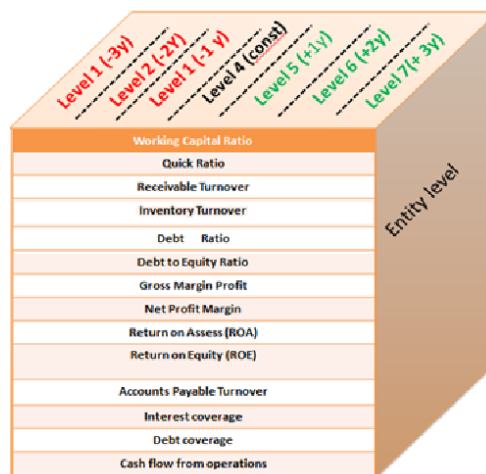 Level 1 (-3y)
Level 2 (-2Y)
Level 1 (-1 y)
Level 4 (const)
Level 5 (+1y)
Level 6 (+2y)
Level 7(+ 3y)
Entity level
Working Capital Ratio
Quick Ratio
Receivable Turnover
Inventory Turnover
Debt Ratio
Debt to Equity Ratio
Gross Margin Profit
Net Profit Margin
Return on Assess (ROA)
Return on Equity (ROE)
Accounts Payable Turnover
Interest coverage
Debt coverage
Cash flow from operations